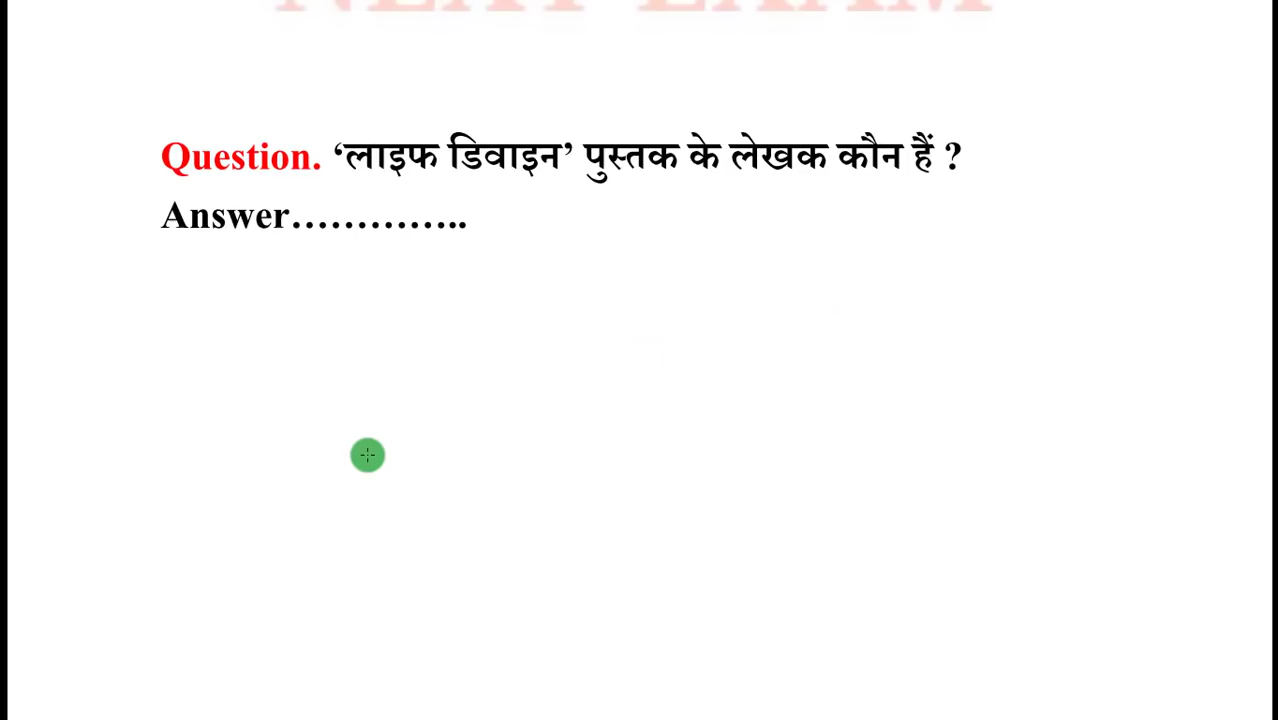 Question. ‘लाइफ डिवाइन’ पुस्तक के लेखक कौन हैं ?
Answer…………..